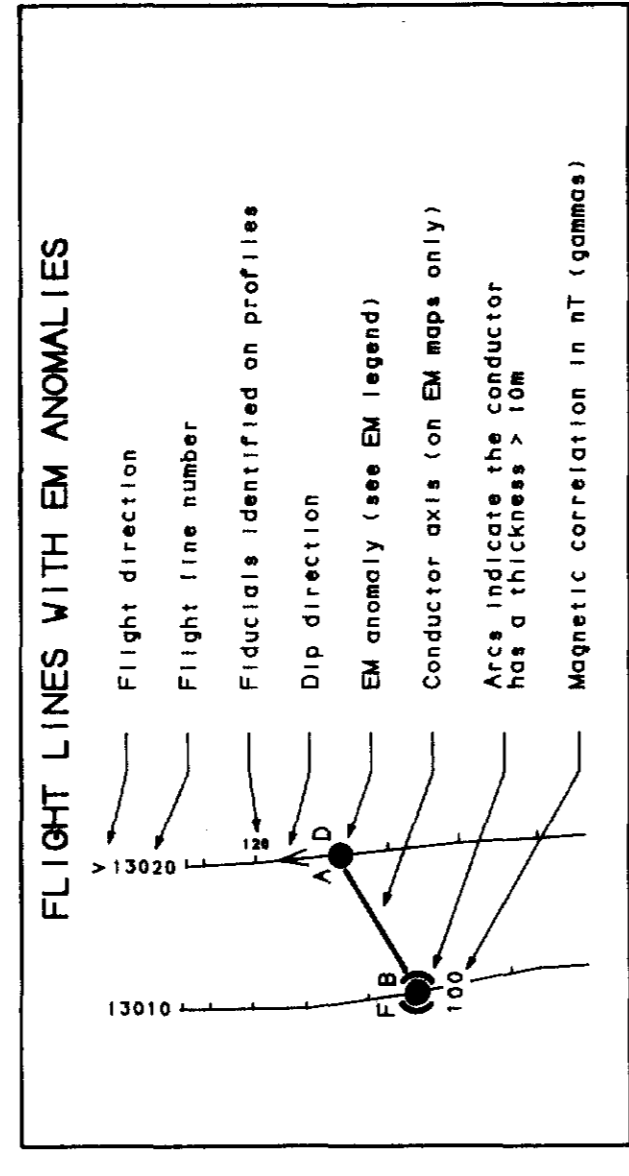 FLIGHT LINES WITH EM ANOMALIES
13010
> 13020
Flight direction
Flight line number
120
Fiducials identified on profiles
Dip direction
A D
EM anomaly (see EM legend)
Conductor axis (on EM maps only)
F B
Arcs indicate the conductor
has a thickness > 10m
100
Magnetic correlation in nT (gammas)